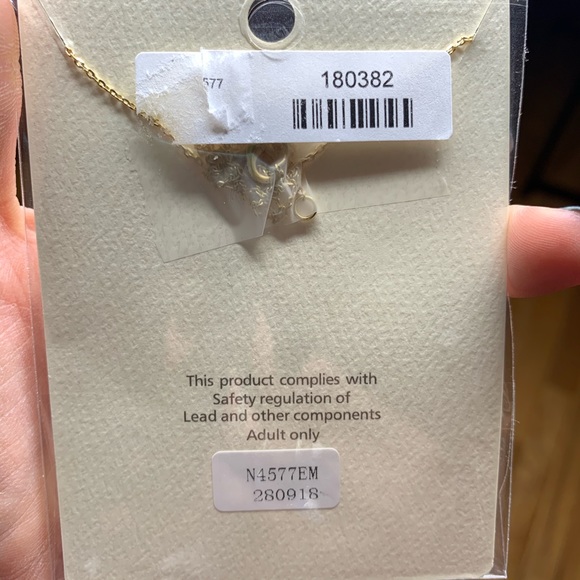 577
180382
This product complies with
Safety regulation of
Lead and other components
Adult only
N4577EM
280918